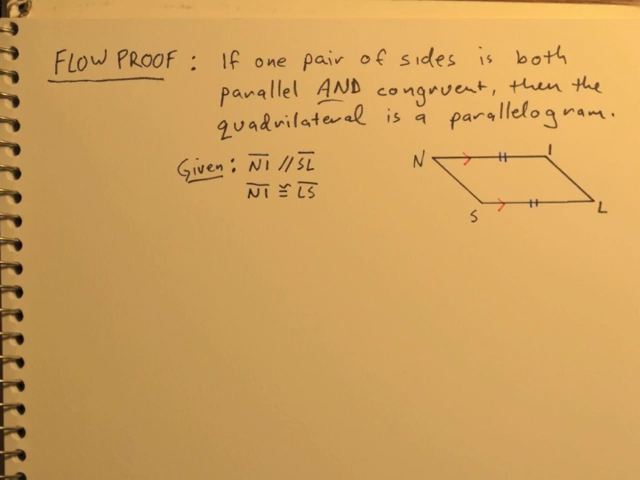 FLOW PROOF : If one pair of sides is both
parallel AND congruent, then the
quadrilateral is a parallelogram.
Given : NI // SL
NI ≅ LS
N
I
S
L